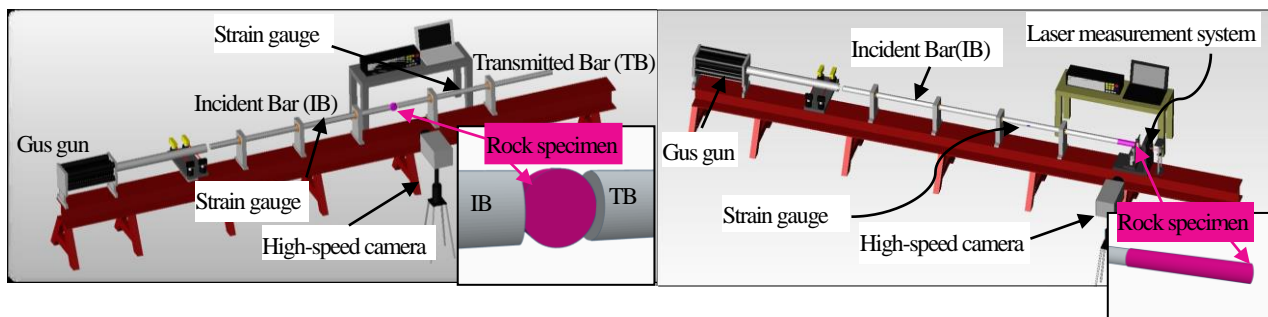 Strain gauge
Transmitted Bar (TB)
Incident Bar (IB)
Gus gun
Rock specimen
Strain gauge
IB
TB
High-speed camera
Laser measurement system
Incident Bar(IB)
Gus gun
Strain gauge
Rock specimen
High-speed camera